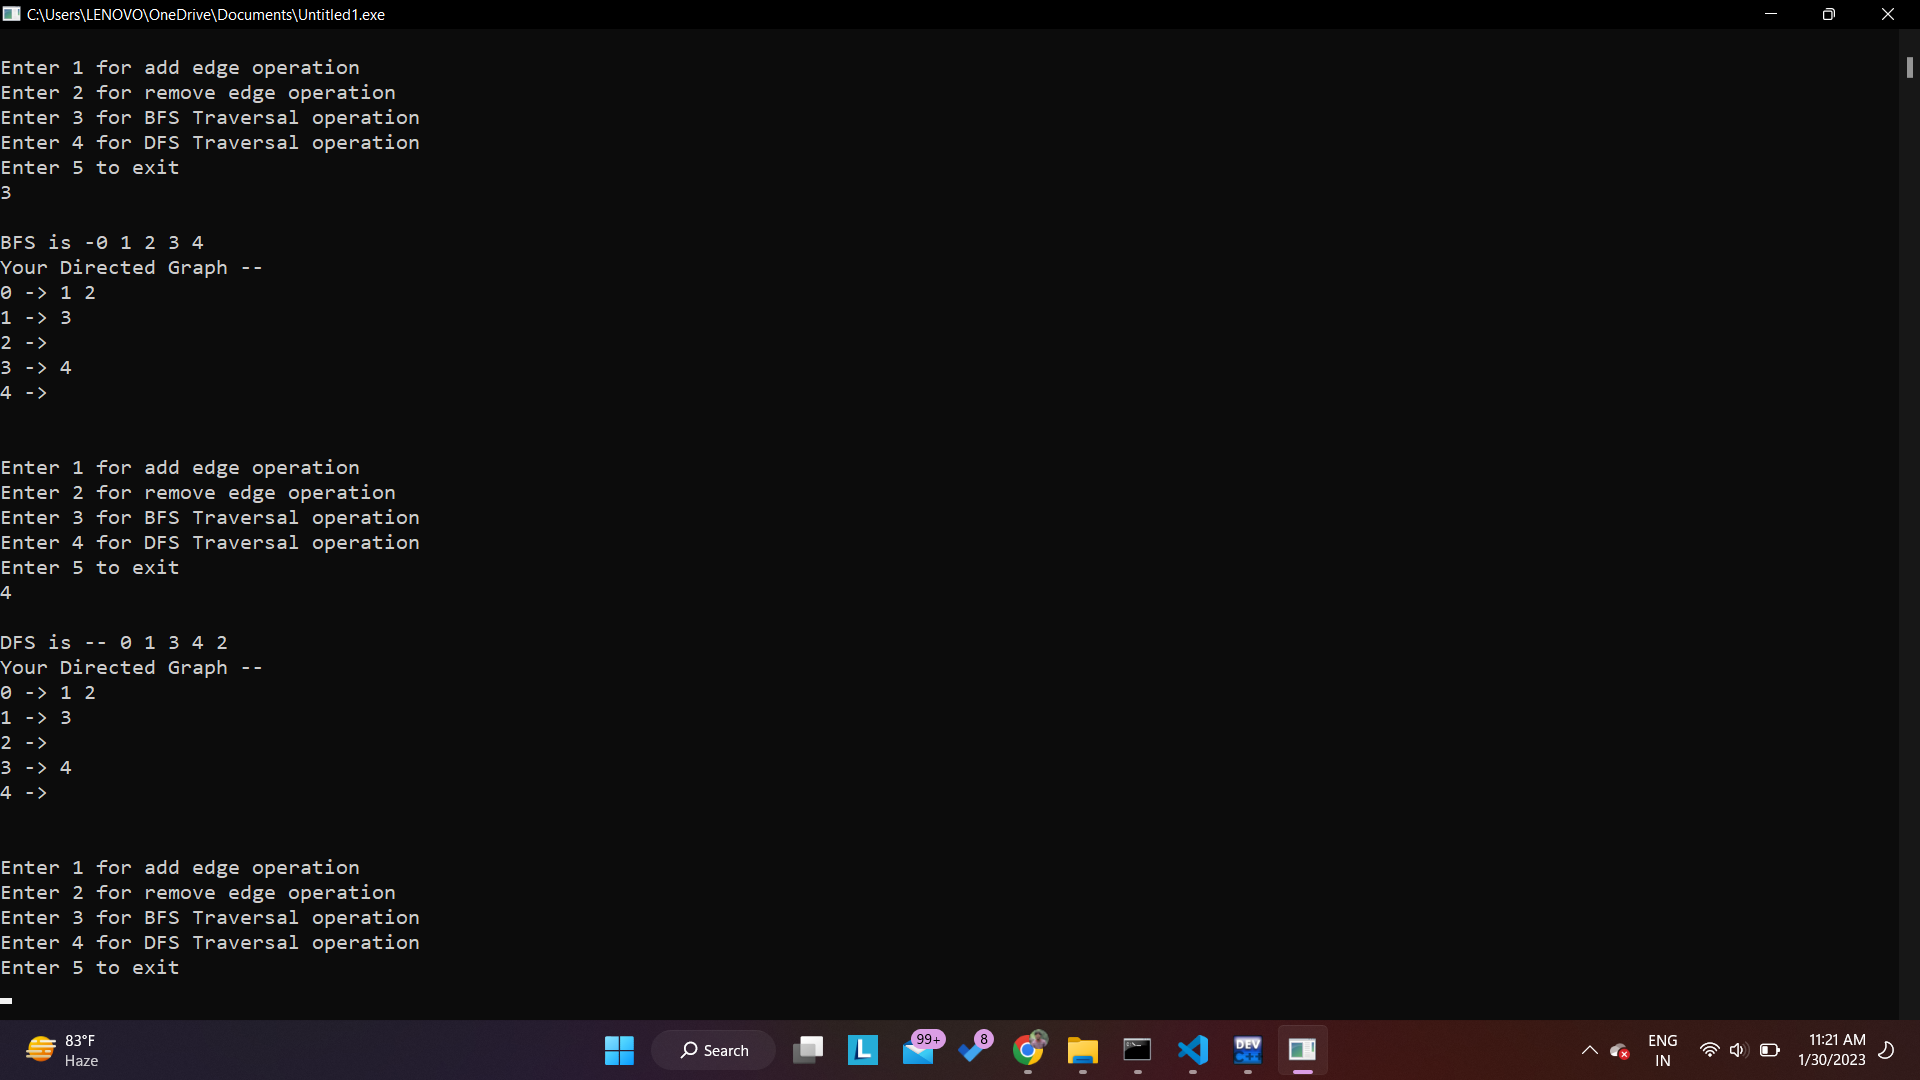 C:\Users\LENOVO\OneDrive\Documents\Untitled1.exe
Enter 1 for add edge operation
Enter 2 for remove edge operation
Enter 3 for BFS Traversal operation
Enter 4 for DFS Traversal operation
Enter 5 to exit
3
BFS is -0 1 2 3 4
Your Directed Graph --
0 -> 1 2
1 -> 3
2 ->
3 -> 4
4 ->
Enter 1 for add edge operation
Enter 2 for remove edge operation
Enter 3 for BFS Traversal operation
Enter 4 for DFS Traversal operation
Enter 5 to exit
4
DFS is -- 0 1 3 4 2
Your Directed Graph --
0 -> 1 2
1 -> 3
2 ->
3 -> 4
4 ->
Enter 1 for add edge operation
Enter 2 for remove edge operation
Enter 3 for BFS Traversal operation
Enter 4 for DFS Traversal operation
Enter 5 to exit
83°F
Haze
Search
L
99+
8
DEV
C++
ENG
IN
11:21 AM
1/30/2023